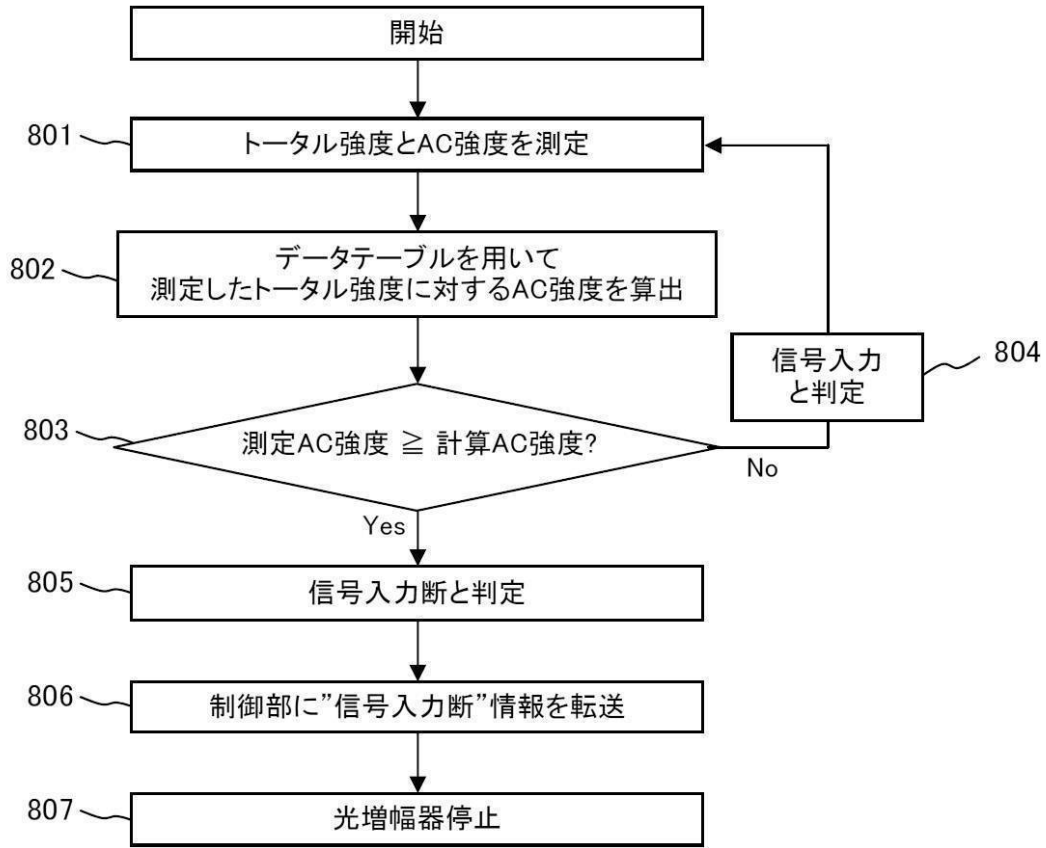 開始
801
トータル強度とAC強度を測定
802
データテーブルを用いて
測定したトータル強度に対するAC強度を算出
804
信号入力
と判定
803
測定AC強度 ≧ 計算AC強度?
No
Yes
805
信号入力断と判定
806
制御部に”信号入力断”情報を転送
807
光増幅器停止